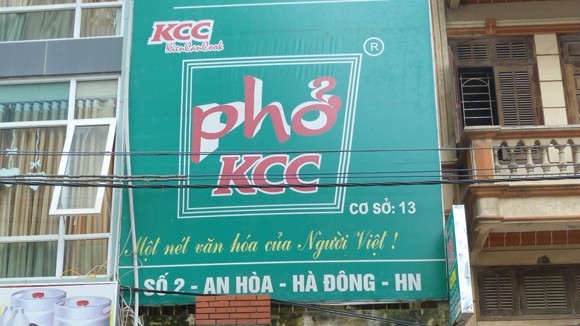 KCC
KienCanCook
®
phở
KCC
CƠ SỞ: 13
Một nét văn hóa của Người Việt !
SỐ 2 - AN HÒA - HÀ ĐÔNG - HN